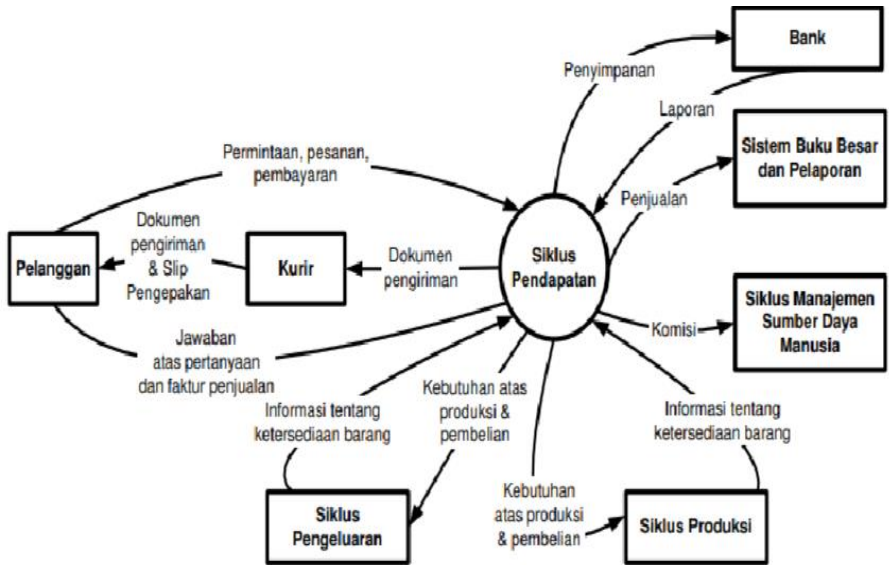 Bank
Penyimpanan
Laporan
Sistem Buku Besar
dan Pelaporan
Permintaan, pesanan,
pembayaran
Penjualan
Dokumen
pengiriman
& Slip
Pengepakan
Pelanggan
Kurir
Dokumen
pengiriman
Siklus
Pendapatan
Siklus Manajemen
Sumber Daya
Manusia
Komisi
Jawaban
atas pertanyaan
dan faktur penjualan
Informasi tentang
ketersediaan barang
Kebutuhan atas
produksi &
pembelian
Informasi tentang
ketersediaan barang
Kebutuhan
atas produksi
& pembelian
Siklus
Pengeluaran
Siklus Produksi